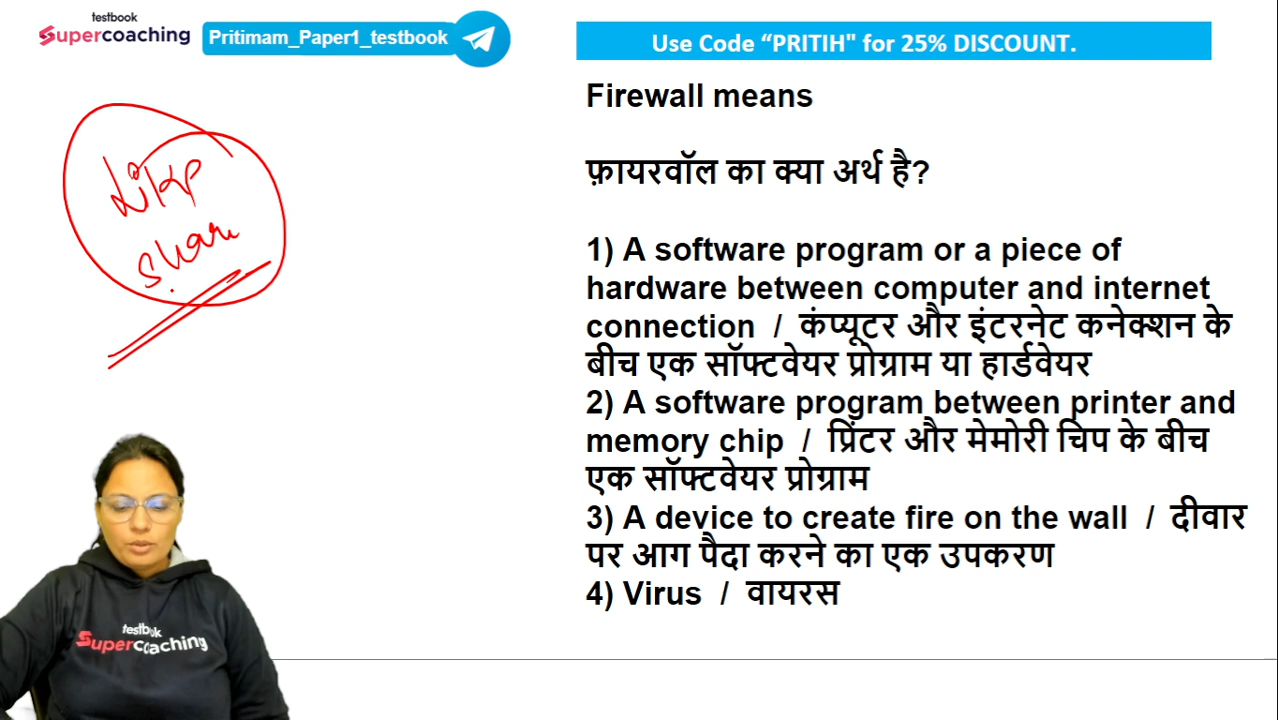 testbook
Supercoaching
Pritimam_Paper1_testbook
Use Code “PRITIH" for 25% DISCOUNT.
Firewall means
फ़ायरवॉल का क्या अर्थ है?
1) A software program or a piece of
hardware between computer and internet
connection / कंप्यूटर और इंटरनेट कनेक्शन के
बीच एक सॉफ्टवेयर प्रोग्राम या हार्डवेयर
2) A software program between printer and
memory chip / प्रिंटर और मेमोरी चिप के बीच
एक सॉफ्टवेयर प्रोग्राम
3) A device to create fire on the wall / दीवार
पर आग पैदा करने का एक उपकरण
4) Virus / वायरस
testbook
Supercoaching